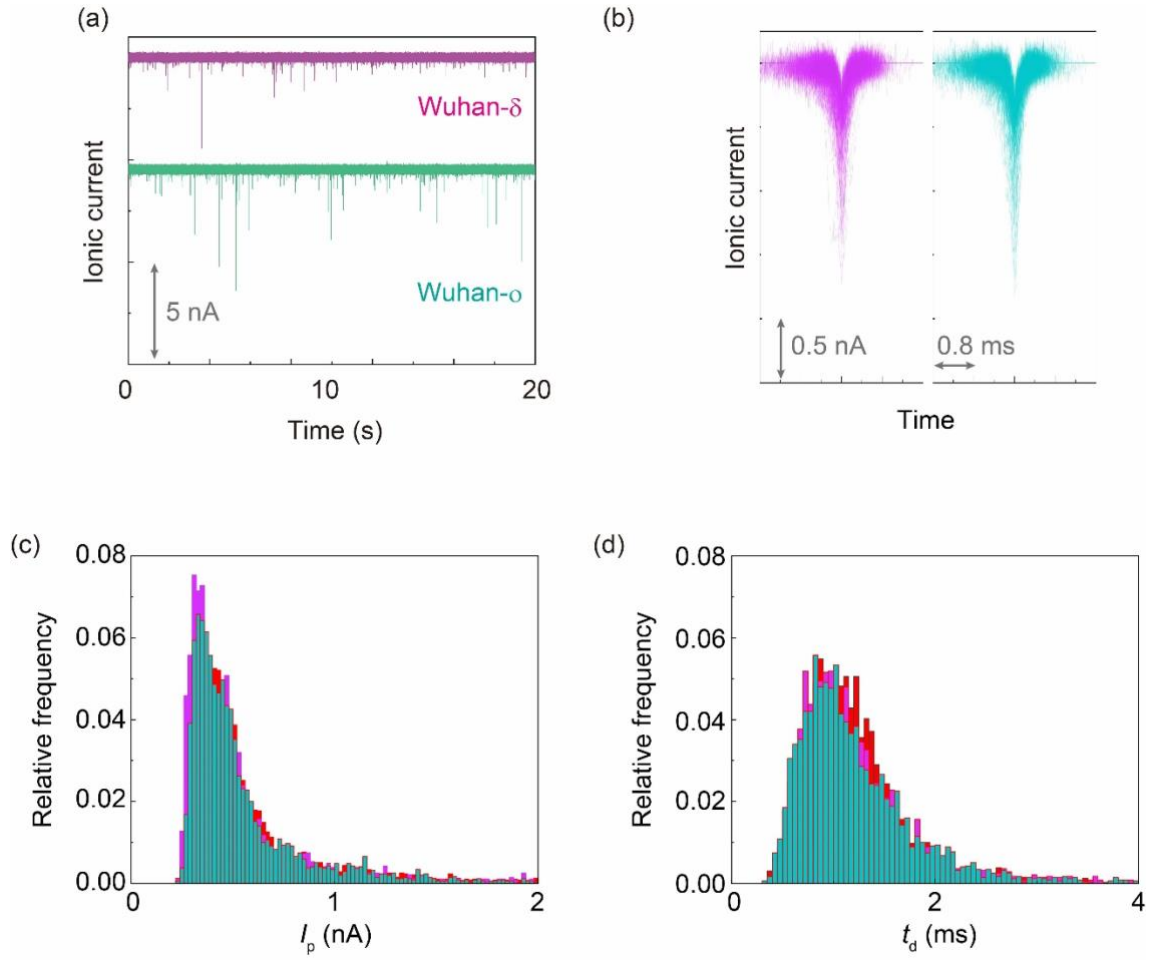 (a)
Wuhan-δ
Wuhan-ο
5 nA
Ionic current
0 10 20
Time (s)
(b)
Ionic current
0.5 nA
0.8 ms
Time
(c)
0.08
0.06
0.04
0.02
0.00
Relative frequency
0 1 2
Ip (nA)
(d)
0.08
0.06
0.04
0.02
0.00
Relative frequency
0 2 4
td (ms)